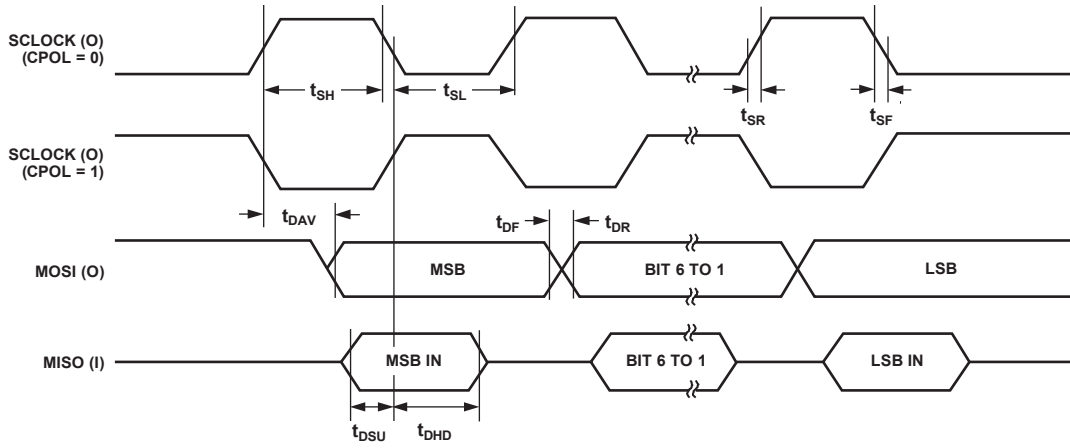 SCLOCK (O)
(CPOL = 0)
tSH
tSL
tSR
tSF
SCLOCK (O)
(CPOL = 1)
tDAV
tDF
tDR
MOSI (O)
MSB
BIT 6 TO 1
LSB
MISO (I)
MSB IN
BIT 6 TO 1
LSB IN
tDSU
tDHD